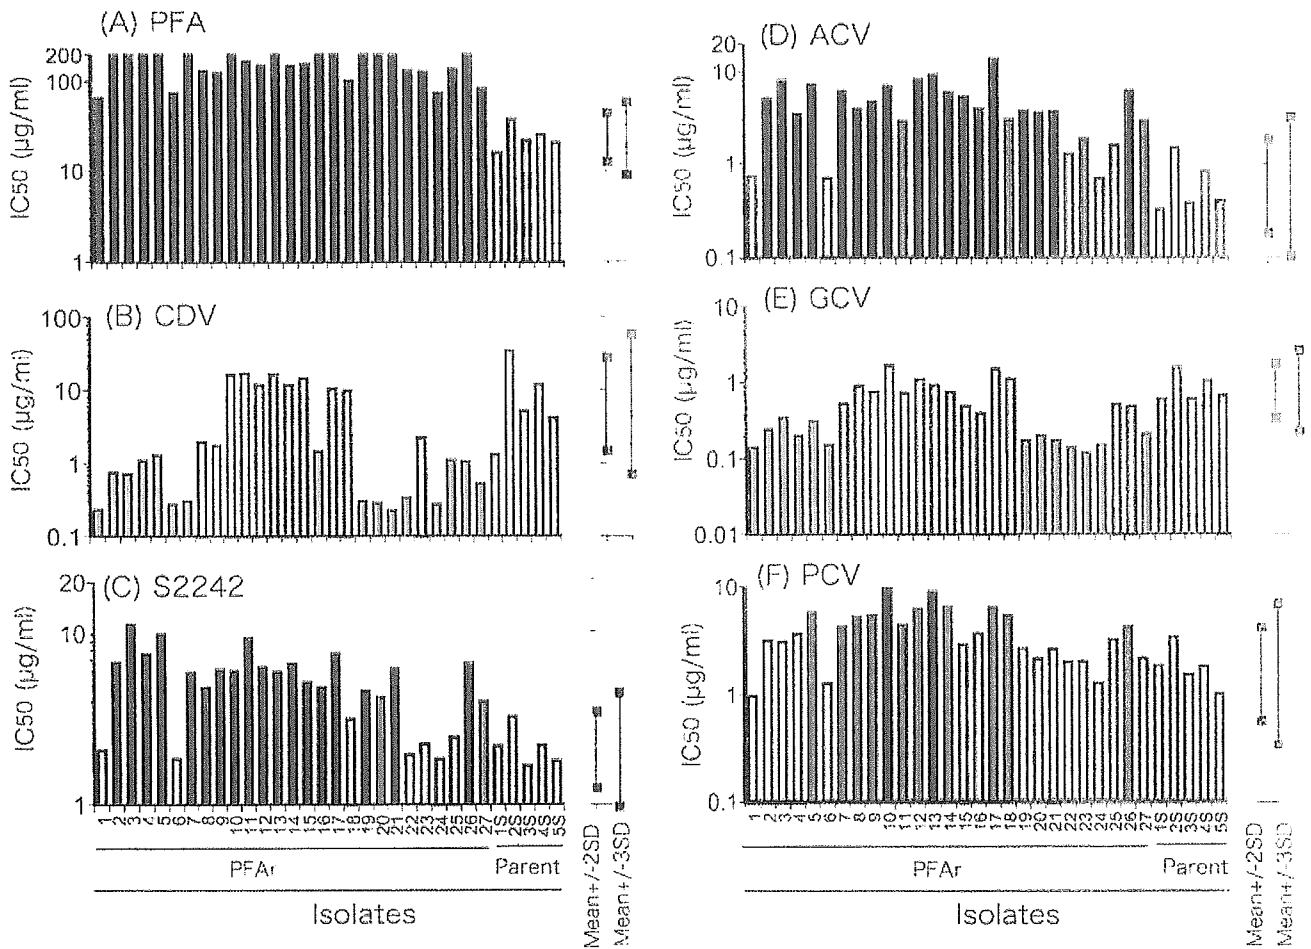 (A) PFA
200
100
10
1
IC50 (µg/ml)
(B) CDV
100
10
1
0.1
IC50 (µg/ml)
(C) S2242
20
10
1
IC50 (µg/ml)
1 2 3 4 5 6 7 8 9 10 11 12 13 14 15 16 17 18 19 20 21 22 23 24 25 26 27 1S 2S 3S 4S 5S
PFAr
Parent
Isolates
Mean+/-2SD
Mean+/-3SD
(D) ACV
20
10
1
0.1
IC50 (µg/ml)
(E) GCV
10
1
0.1
0.01
IC50 (µg/ml)
(F) PCV
10
1
0.1
IC50 (µg/ml)
1 2 3 4 5 6 7 8 9 10 11 12 13 14 15 16 17 18 19 20 21 22 23 24 25 26 27 1S 2S 3S 4S 5S
PFAr
Parent
Isolates
Mean+/-2SD
Mean+/-3SD